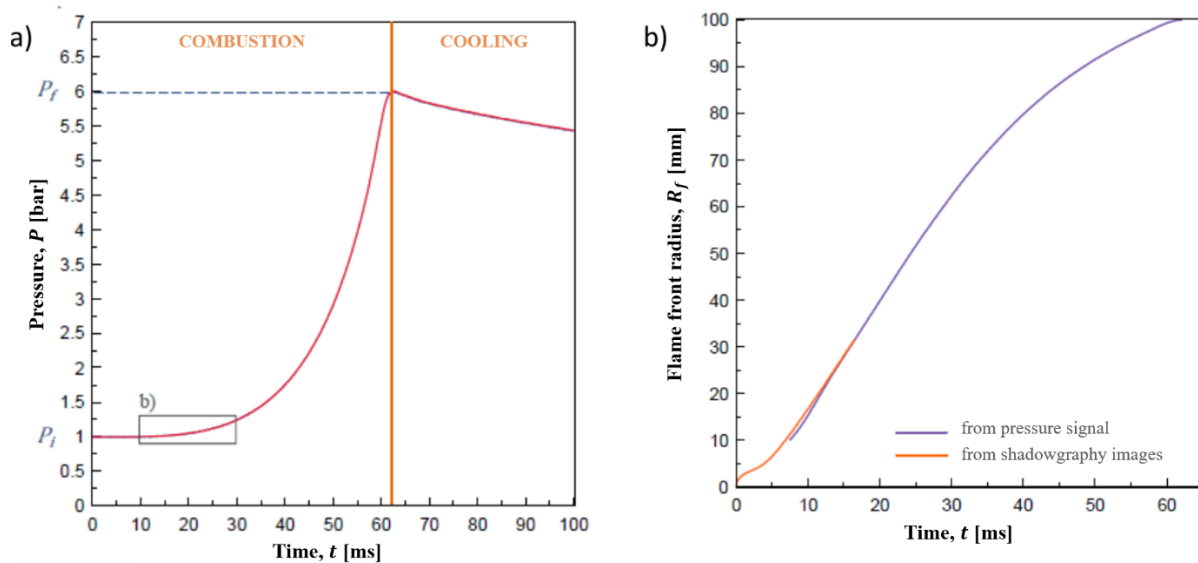 a)
COMBUSTION
COOLING
Pressure, P [bar]
7
6.5
P_f
6
5.5
5
4.5
4
3.5
3
2.5
2
1.5
b)
P_i
1
0.5
0
0 10 20 30 40 50 60 70 80 90 100
Time, t [ms]
b)
Flame front radius, R_f [mm]
100
90
80
70
60
50
40
30
20
10
0
from pressure signal
from shadowgraphy images
0 10 20 30 40 50 60
Time, t [ms]